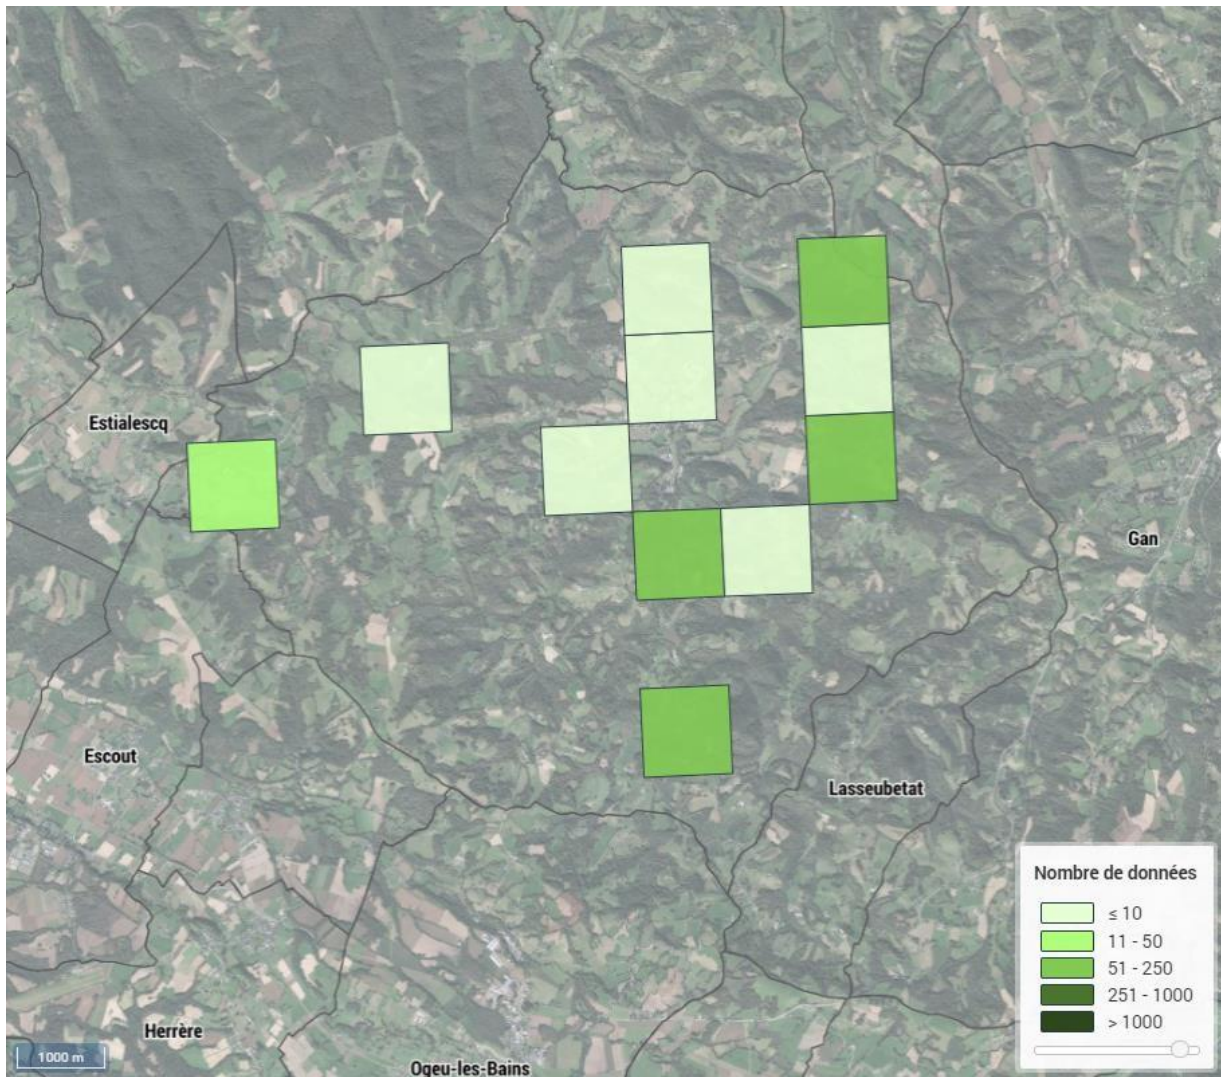 Estialescq
Gan
Escout
Lasseubetat
Nombre de données
≤ 10
11 - 50
51 - 250
251 - 1000
> 1000
Herrère
1000 m
Ogeu-les-Bains